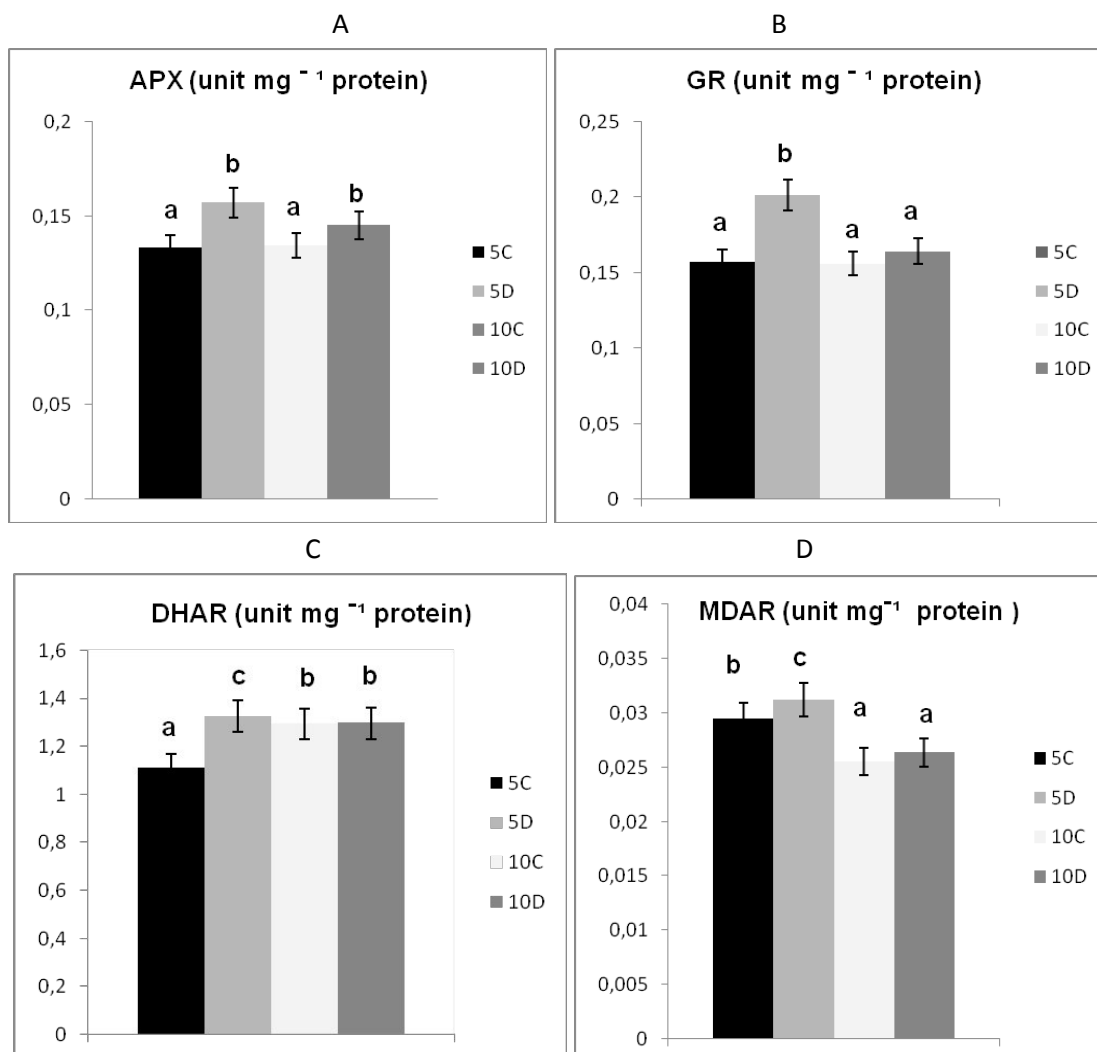 A
APX (unit mg ⁻ ¹ protein)
0,2
0,15
0,1
0,05
0
a
b
a
b
5C
5D
10C
10D
B
GR (unit mg ⁻ ¹ protein)
0,25
0,2
0,15
0,1
0,05
0
a
b
a
a
5C
5D
10C
10D
C
DHAR (unit mg ⁻¹ protein)
1,6
1,4
1,2
1
0,8
0,6
0,4
0,2
0
a
c
b
b
5C
5D
10C
10D
D
MDAR (unit mg⁻¹ protein )
0,04
0,035
0,03
0,025
0,02
0,015
0,01
0,005
0
b
c
a
a
5C
5D
10C
10D